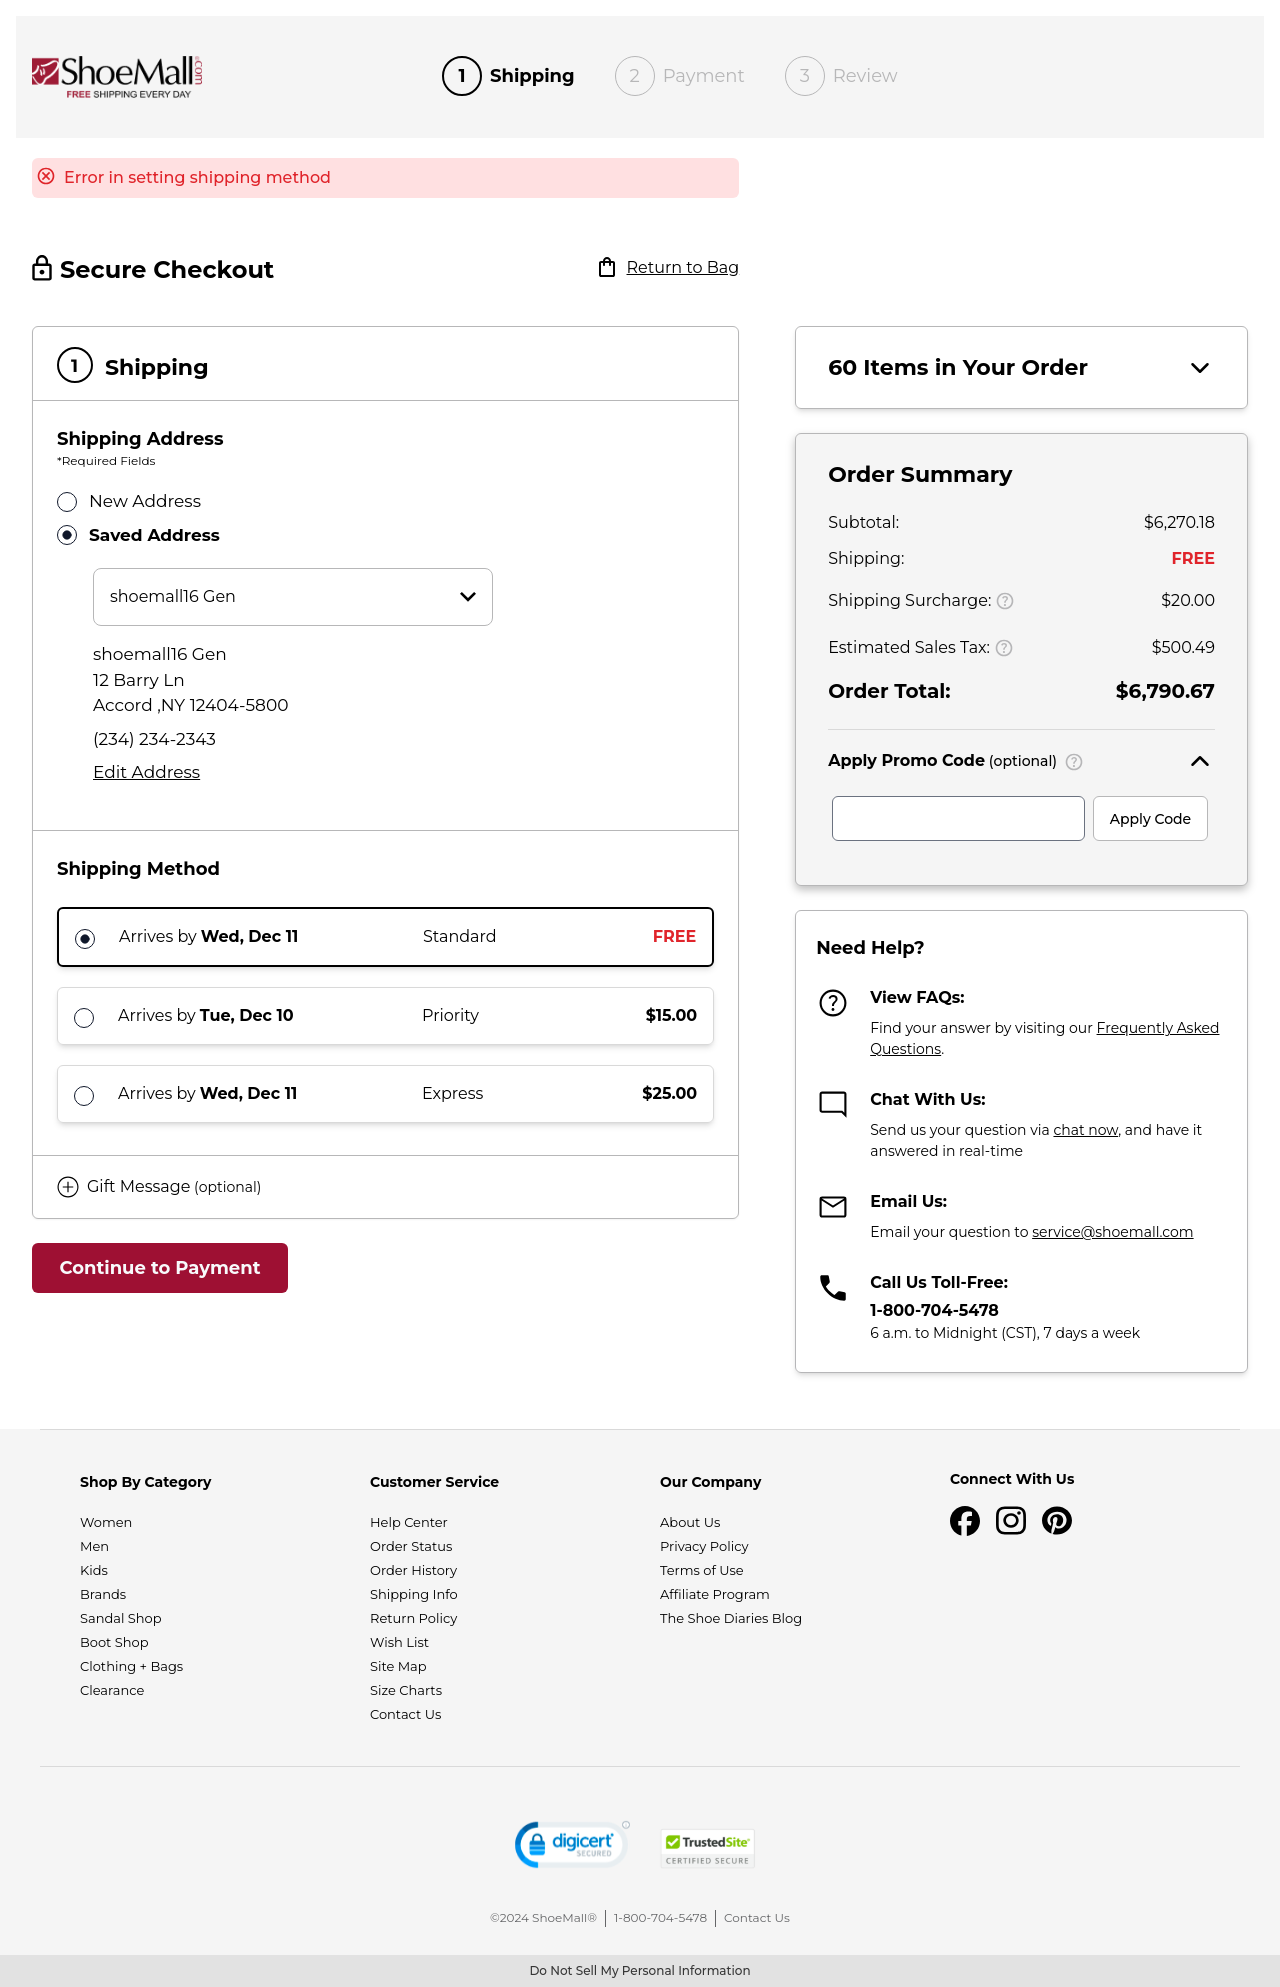 ShoeMall.com
FREE SHIPPING EVERY DAY
1 Shipping 2 Payment 3 Review
Error in setting shipping method
Secure Checkout
Return to Bag
1 Shipping
Shipping Address
*Required Fields
New Address
Saved Address
shoemall16 Gen
shoemall16 Gen
12 Barry Ln
Accord ,NY 12404-5800
(234) 234-2343
Edit Address
Shipping Method
Arrives by Wed, Dec 11 Standard FREE
Arrives by Tue, Dec 10 Priority $15.00
Arrives by Wed, Dec 11 Express $25.00
Gift Message (optional)
Continue to Payment
60 Items in Your Order
Order Summary
Subtotal: $6,270.18
Shipping: FREE
Shipping Surcharge: ? $20.00
Estimated Sales Tax: ? $500.49
Order Total: $6,790.67
Apply Promo Code (optional) ?
Apply Code
Need Help?
View FAQs:
Find your answer by visiting our Frequently Asked
Questions.
Chat With Us:
Send us your question via chat now, and have it
answered in real-time
Email Us:
Email your question to service@shoemall.com
Call Us Toll-Free:
1-800-704-5478
6 a.m. to Midnight (CST), 7 days a week
Shop By Category
Women
Men
Kids
Brands
Sandal Shop
Boot Shop
Clothing + Bags
Clearance
Customer Service
Help Center
Order Status
Order History
Shipping Info
Return Policy
Wish List
Site Map
Size Charts
Contact Us
Our Company
About Us
Privacy Policy
Terms of Use
Affiliate Program
The Shoe Diaries Blog
Connect With Us
digicert
SECURED
TrustedSite
CERTIFIED SECURE
©2024 ShoeMall® 1-800-704-5478 Contact Us
Do Not Sell My Personal Information